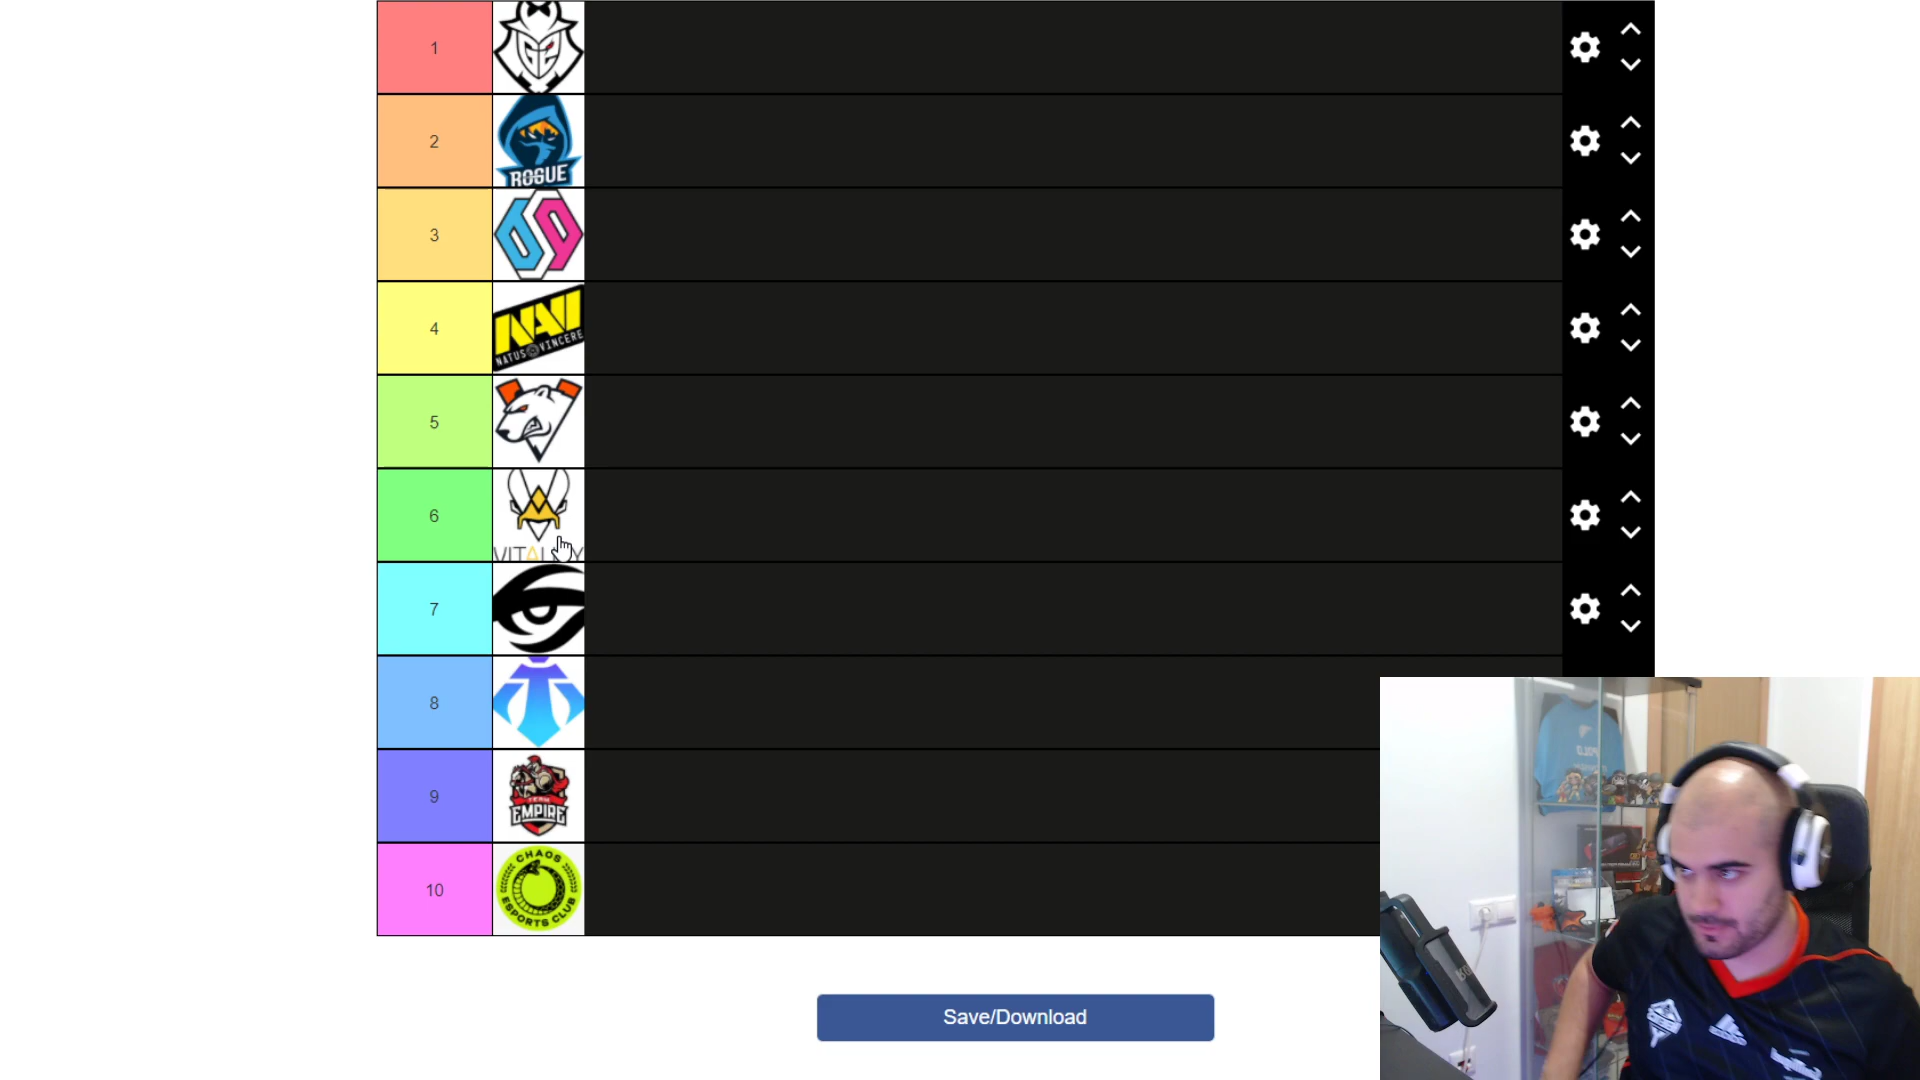 1
2
ROGUE
3
4
NAVI
NATUS VINCERE
5
6
7
8
9
TEAM
EMPIRE
10
CHAOS
ESPORTS CLUB
Save/Download